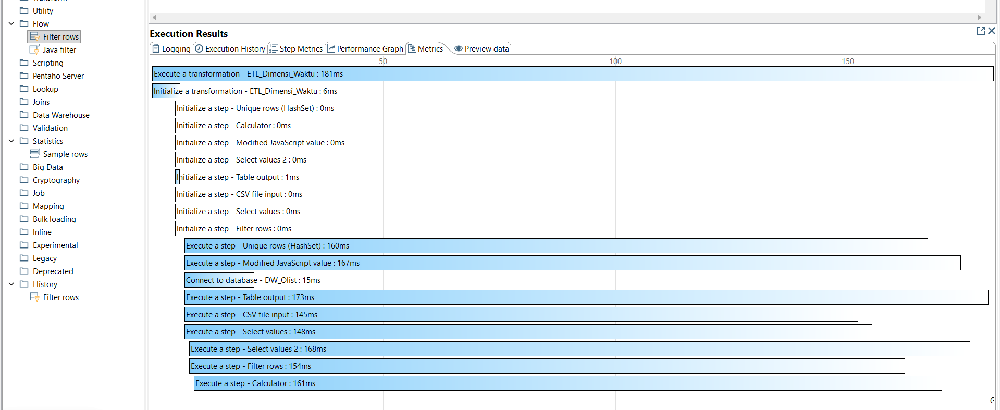 Utility
Flow
Filter rows
Java filter
Scripting
Pentaho Server
Lookup
Joins
Data Warehouse
Validation
Statistics
Sample rows
Big Data
Cryptography
Job
Mapping
Bulk loading
Inline
Experimental
Legacy
Deprecated
History
Filter rows
Execution Results
Logging Execution History Step Metrics Performance Graph Metrics Preview data
50 100 150
Execute a transformation - ETL_Dimensi_Waktu : 181ms
Initialize a transformation - ETL_Dimensi_Waktu : 6ms
Initialize a step - Unique rows (HashSet) : 0ms
Initialize a step - Calculator : 0ms
Initialize a step - Modified JavaScript value : 0ms
Initialize a step - Select values 2 : 0ms
Initialize a step - Table output : 1ms
Initialize a step - CSV file input : 0ms
Initialize a step - Select values : 0ms
Initialize a step - Filter rows : 0ms
Execute a step - Unique rows (HashSet) : 160ms
Execute a step - Modified JavaScript value : 167ms
Connect to database - DW_Olist : 15ms
Execute a step - Table output : 173ms
Execute a step - CSV file input : 145ms
Execute a step - Select values : 148ms
Execute a step - Select values 2 : 168ms
Execute a step - Filter rows : 154ms
Execute a step - Calculator : 161ms